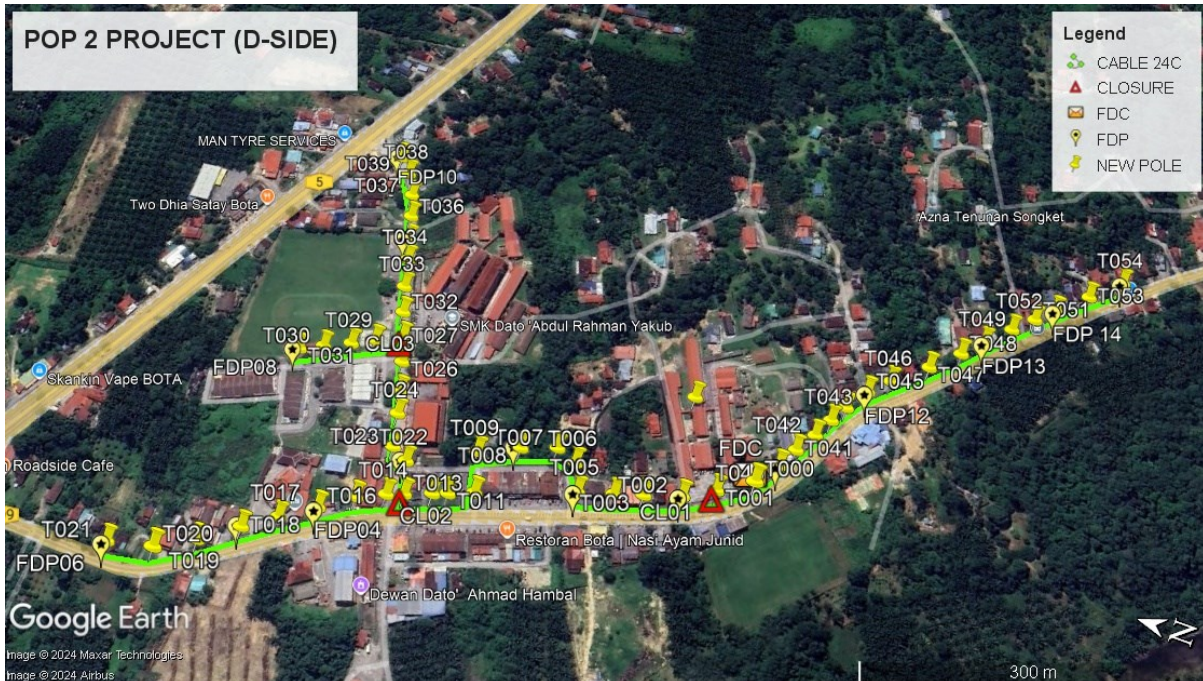 POP 2 PROJECT (D-SIDE)
Legend
CABLE 24C
CLOSURE
FDC
FDP
NEW POLE
MAN TYRE SERVICES
5
Two Dhia Satay Bota
T038
T039
FDP10
T037
T036
T034
T033
T032
Azna Tenunan Songket
T054
T053
T052
T051
FDP 14
T049
T048
FDP13
T029
T030
T031
CL03
T027
SMK Dato 'Abdul Rahman Yakub
FDP08
T026
T024
Skankin Vape BOTA
T046
T045
T047
T043
FDP12
T042
T041
T009
T007
T006
T008
T005
T023
T022
T014
FDC
T04
T000
T001
Roadside Cafe
T017
T016
T013
T011
T002
T003
CL01
CL02
9
T021
T020
T018
T019
FDP04
FDP06
Restoran Bota | Nasi Ayam Junid
Dewan Dato' Ahmad Hambal
Google Earth
Image © 2024 Maxar Technologies
Image © 2024 Airbus
N
300 m